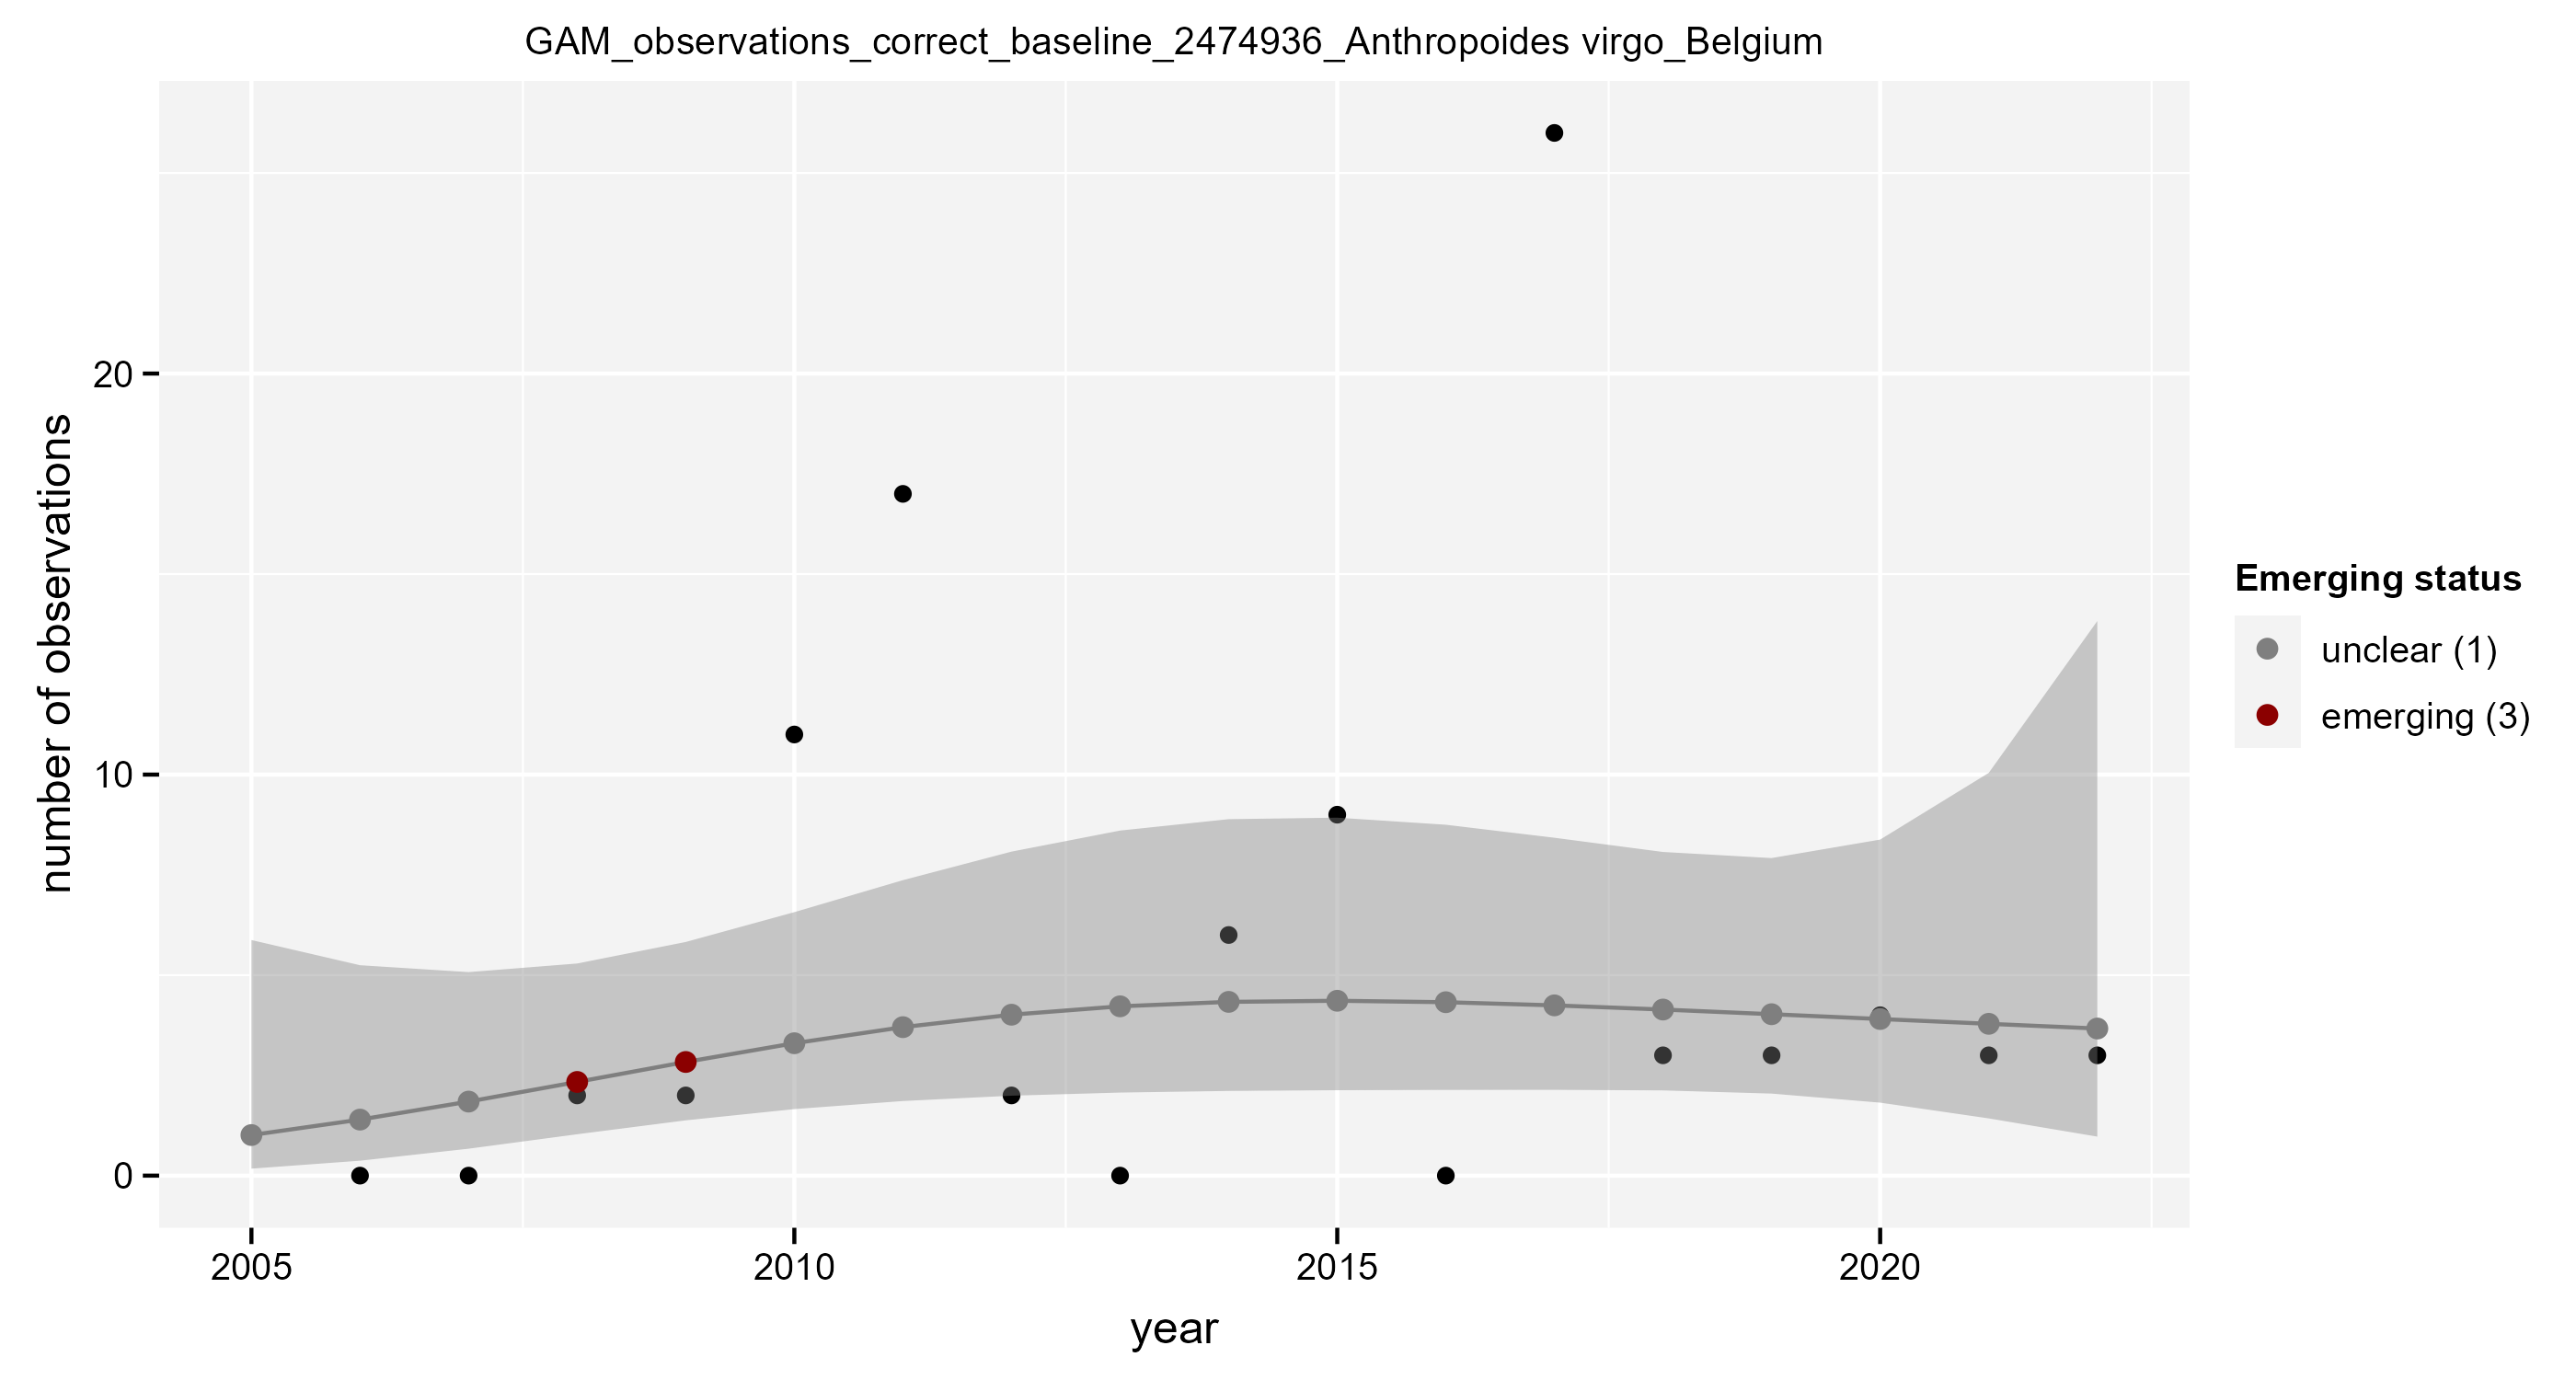 GAM_observations_correct_baseline_2474936_Anthropoides virgo_Belgium
number of observations
20
10
0
2005 2010 2015 2020
year
Emerging status
unclear (1)
emerging (3)